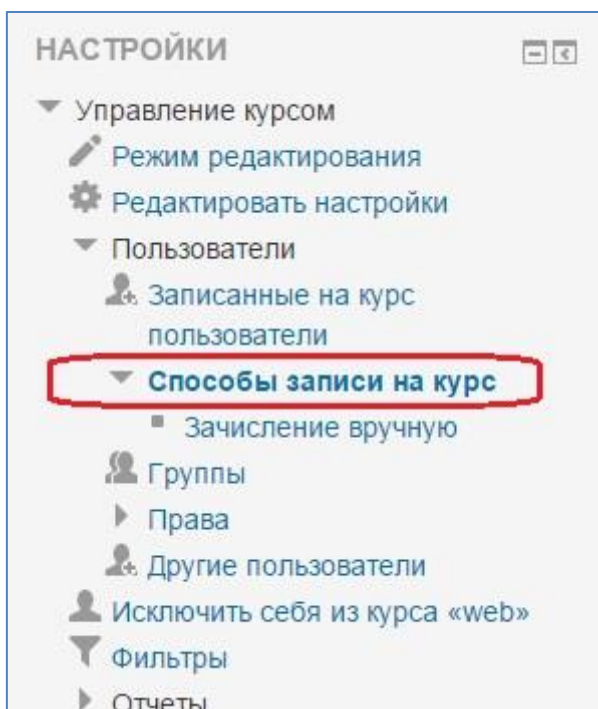 НАСТРОЙКИ
Управление курсом
Режим редактирования
Редактировать настройки
Пользователи
Записанные на курс
пользователи
Способы записи на курс
Зачисление вручную
Группы
Права
Другие пользователи
Исключить себя из курса «web»
Фильтры
Отчеты